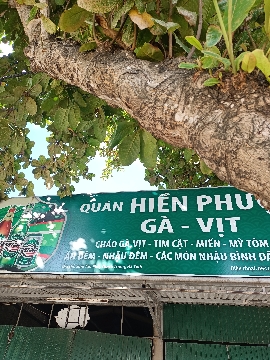 QUÁN HIỀN PHƯ
GÀ - VỊT
CHÁO GÀ, VỊT - TIM CẬT - MIẾN - MỲ TÔM
ĂN ĐÊM - NHẬU ĐÊM - CÁC MÓN NHẬU BÌNH DÂ